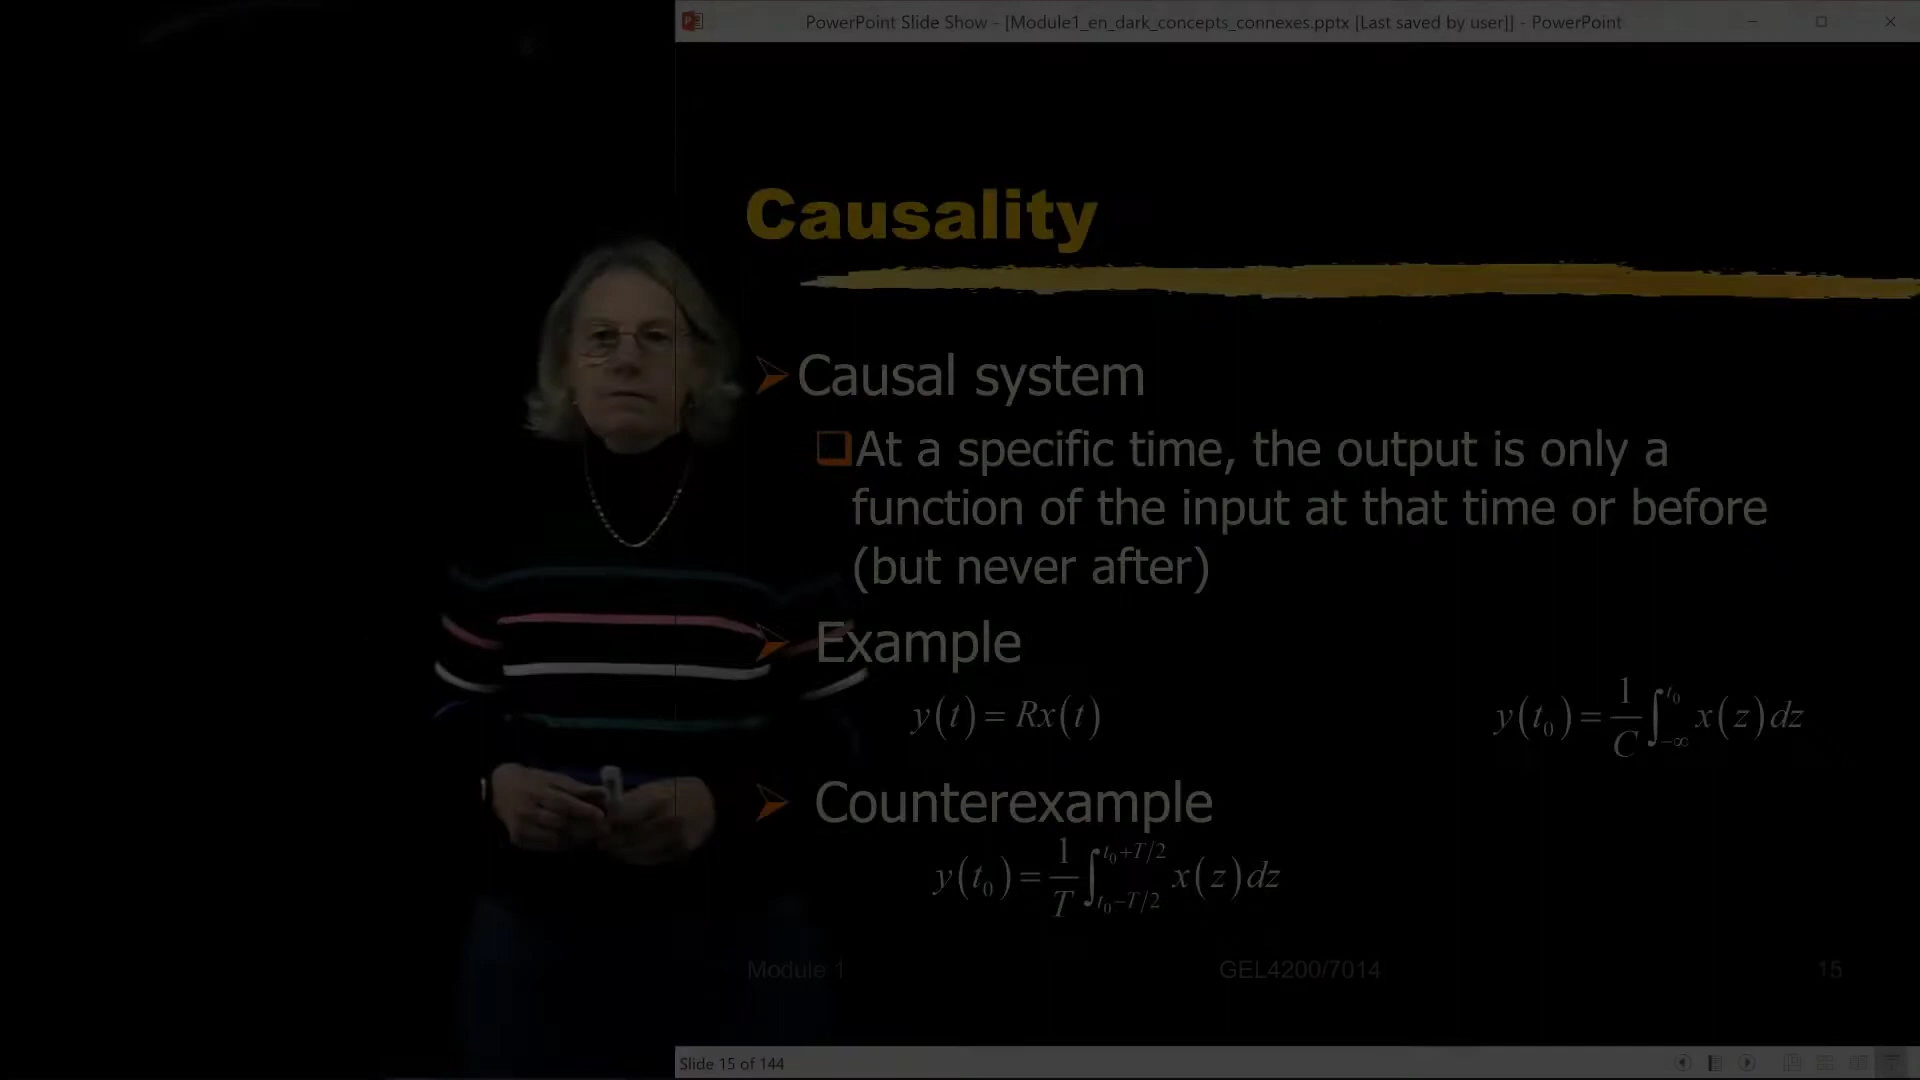 PowerPoint Slide Show - [Module1_en_dark_concepts_connexes.pptx [Last saved by user]] - PowerPoint
Causality
Causal system
At a specific time, the output is only a
function of the input at that time or before
(but never after)
Example
y(t) = Rx(t)
y(t₀) = 1/C ∫_{-∞}^{t₀} x(z)dz
Counterexample
y(t₀) = 1/T ∫_{t₀-T/2}^{t₀+T/2} x(z)dz
Module 1
GEL4200/7014
15
Slide 15 of 144